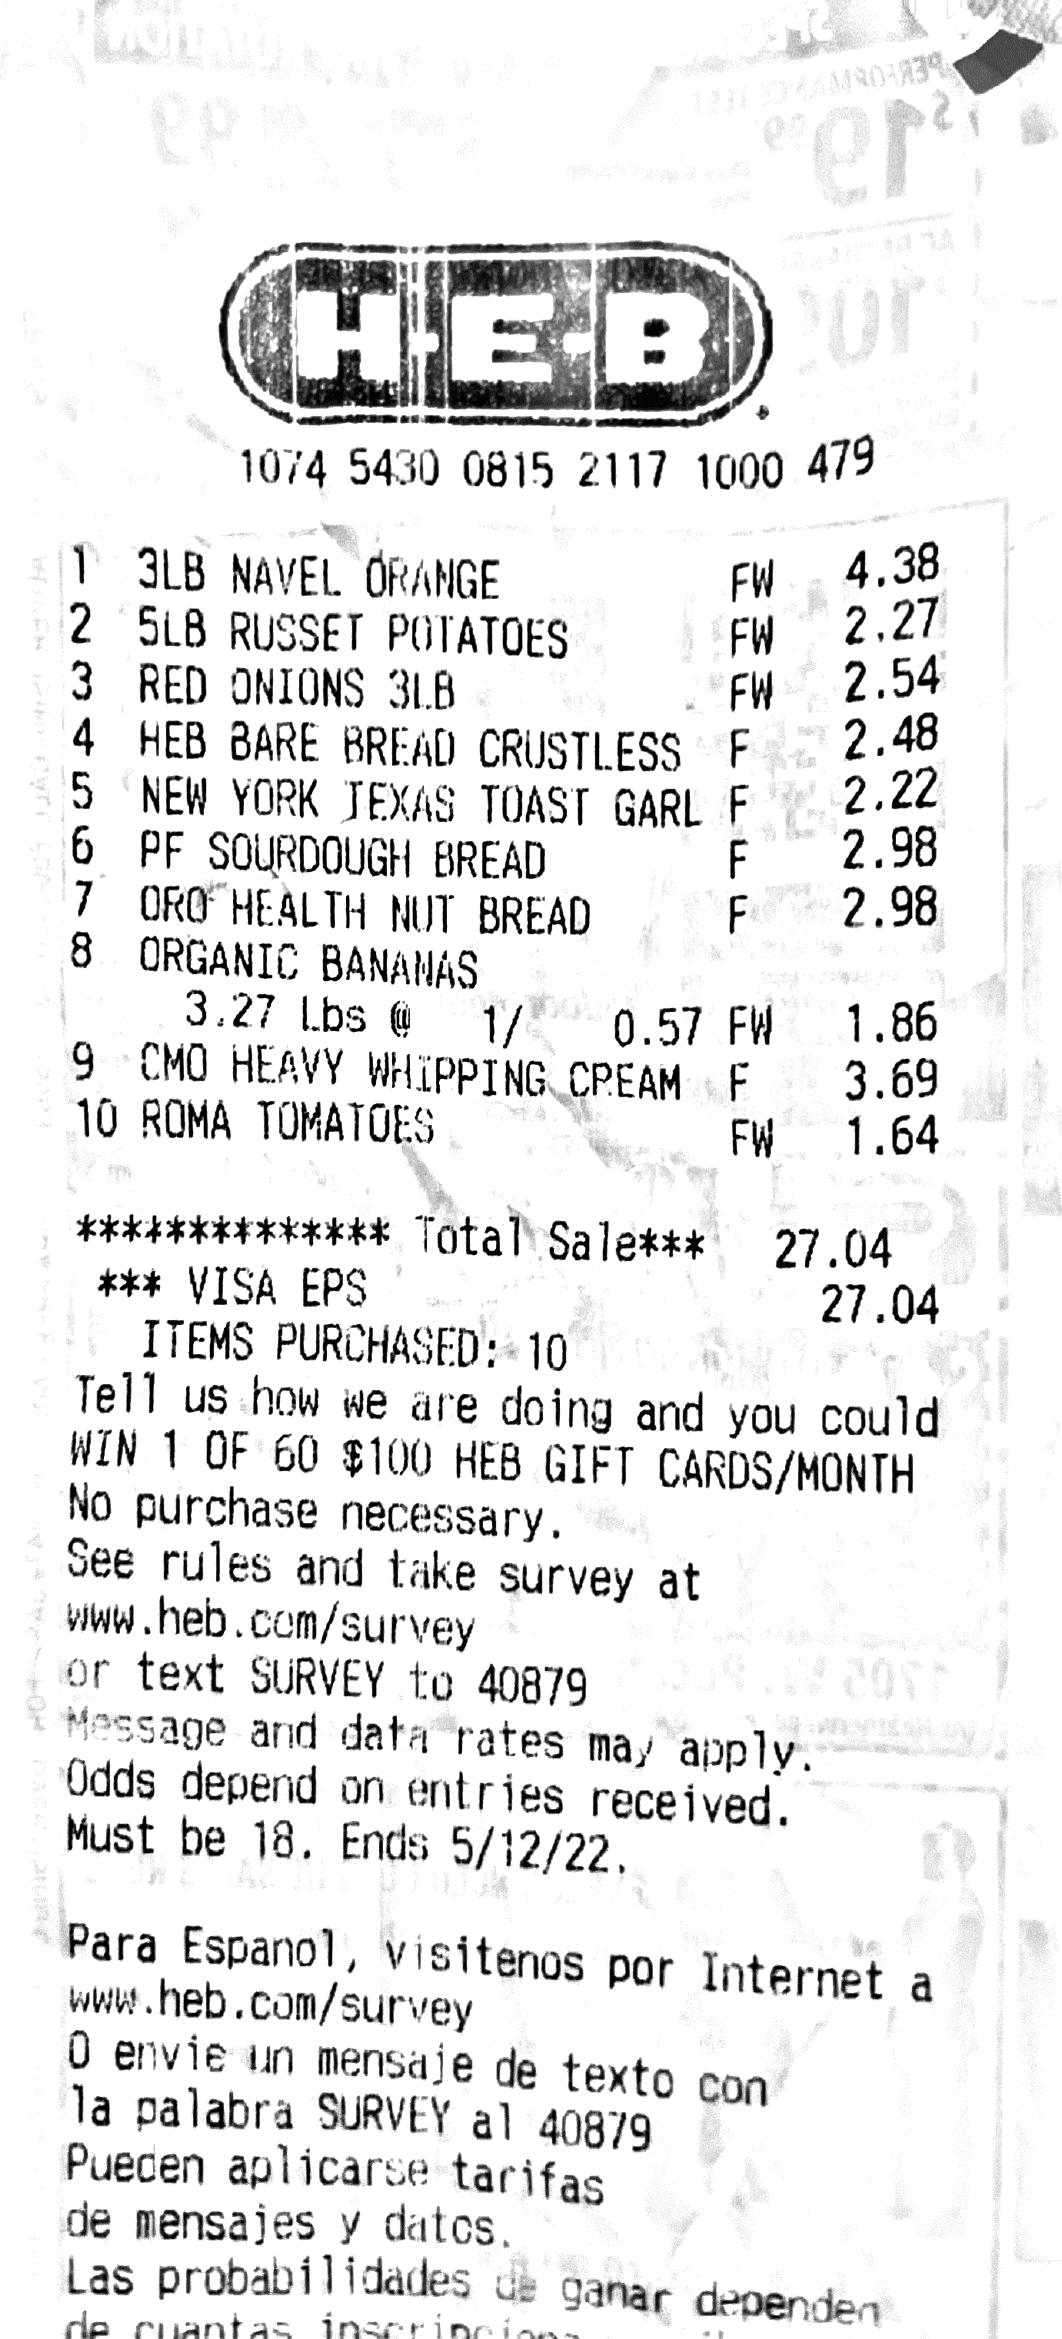 H-E-B
1074 5430 0815 2117 1000 479
1 3LB NAVEL ORANGE FW 4.38
2 5LB RUSSET POTATOES FW 2.27
3 RED ONIONS 3LB FW 2.54
4 HEB BARE BREAD CRUSTLESS F 2.48
5 NEW YORK TEXAS TOAST GARL F 2.22
6 PF SOURDOUGH BREAD F 2.98
7 ORO HEALTH NUT BREAD F 2.98
8 ORGANIC BANANAS
3.27 Lbs @ 1/ 0.57 FW 1.86
9 CMO HEAVY WHIPPING CREAM F 3.69
10 ROMA TOMATOES FW 1.64
************** Total Sale*** 27.04
*** VISA EPS 27.04
ITEMS PURCHASED: 10
Tell us how we are doing and you could
WIN 1 OF 60 $100 HEB GIFT CARDS/MONTH
No purchase necessary.
See rules and take survey at
www.heb.com/survey
or text SURVEY to 40879
Message and data rates may apply.
Odds depend on entries received.
Must be 18. Ends 5/12/22.
Para Espanol, visitenos por Internet a
www.heb.com/survey
O envie un mensaje de texto con
la palabra SURVEY al 40879
Pueden aplicarse tarifas
de mensajes y datos.
Las probabilidades de ganar dependen
de cuantas